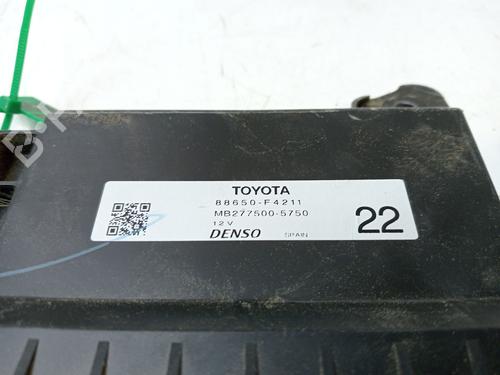 TOYOTA
88650-F4211
MB277500-5750
12V
DENSO SPAIN
22